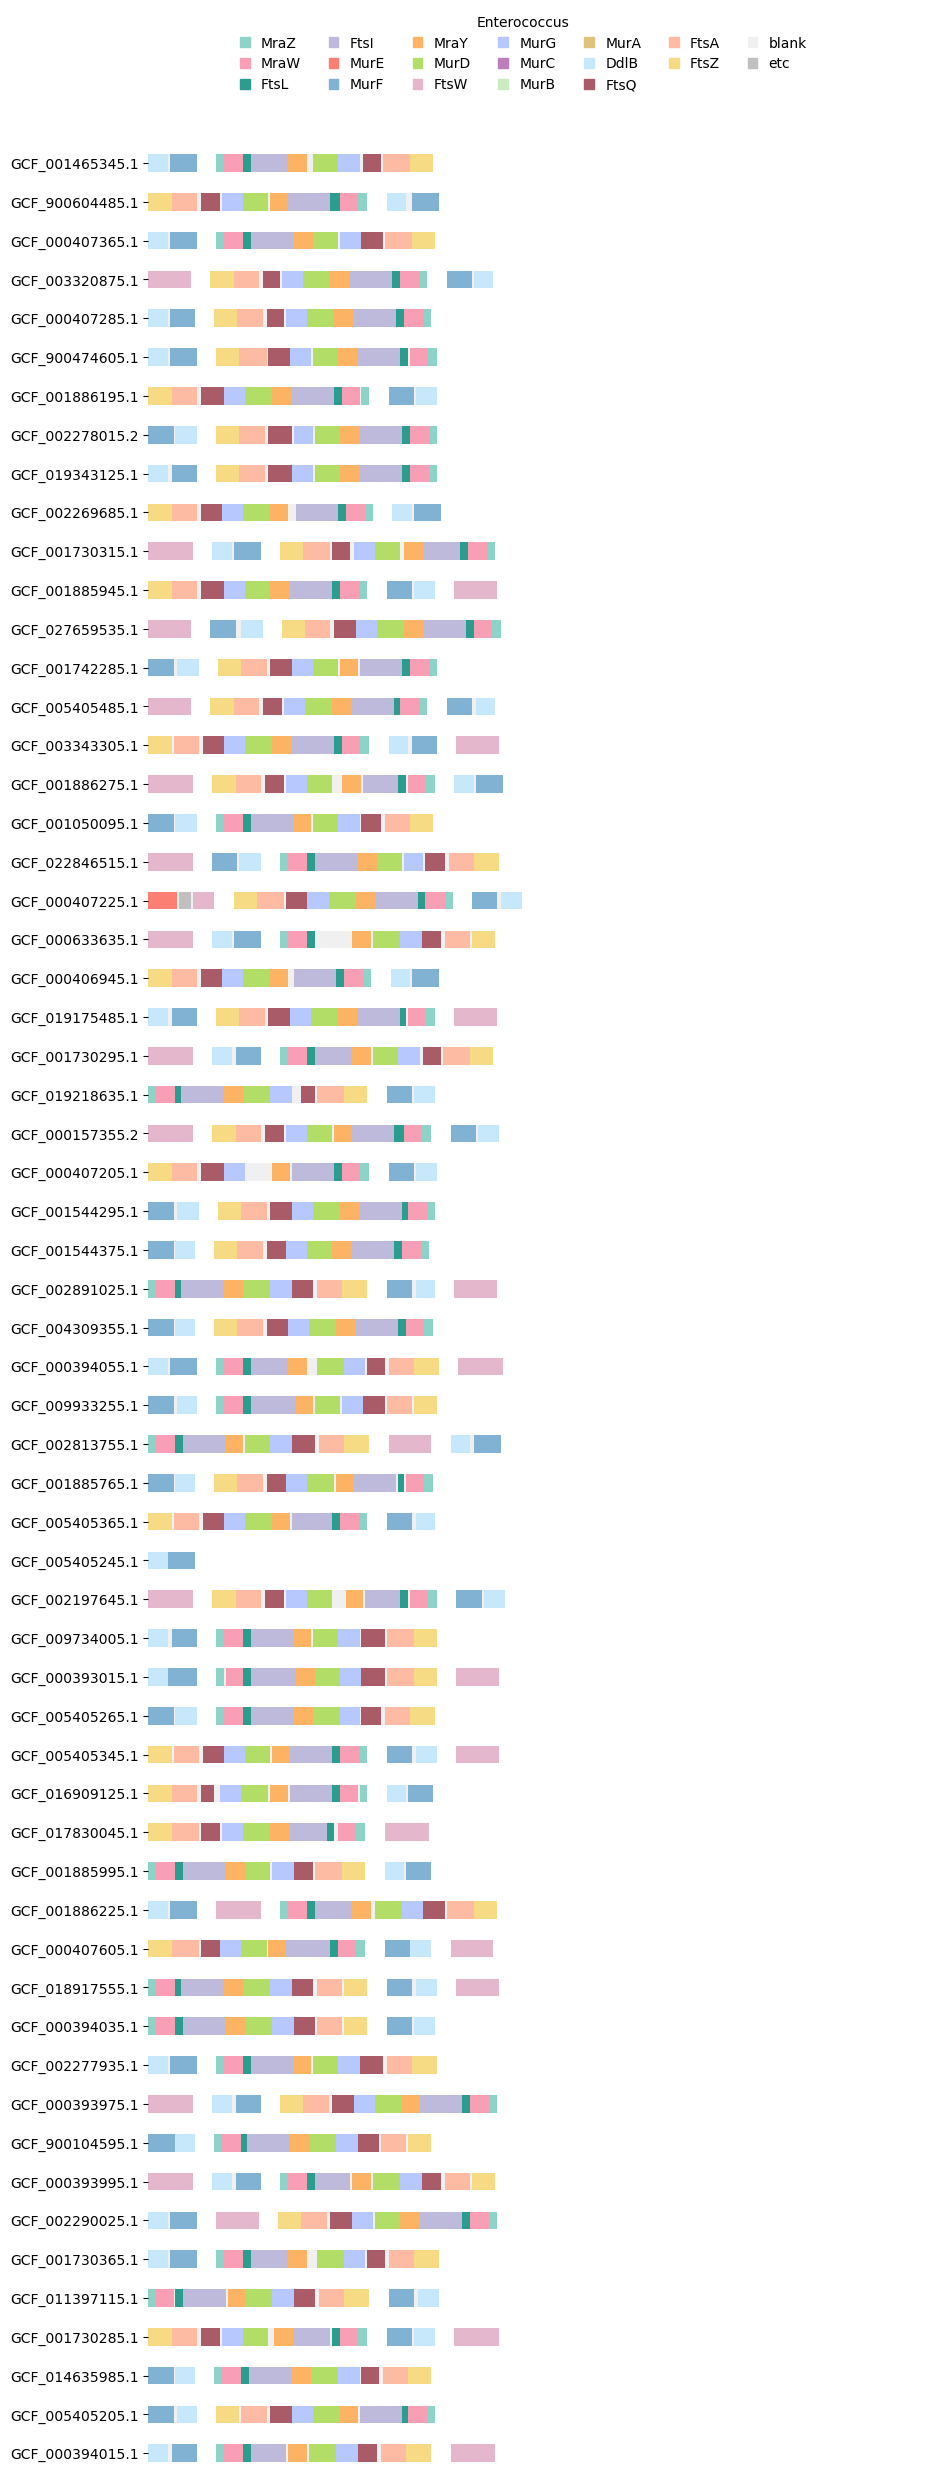 Enterococcus
MraZ FtsI MraY MurG MurA FtsA blank
MraW MurE MurD MurC DdlB FtsZ etc
FtsL MurF FtsW MurB FtsQ
GCF_001465345.1
GCF_900604485.1
GCF_000407365.1
GCF_003320875.1
GCF_000407285.1
GCF_900474605.1
GCF_001886195.1
GCF_002278015.2
GCF_019343125.1
GCF_002269685.1
GCF_001730315.1
GCF_001885945.1
GCF_027659535.1
GCF_001742285.1
GCF_005405485.1
GCF_003343305.1
GCF_001886275.1
GCF_001050095.1
GCF_022846515.1
GCF_000407225.1
GCF_000633635.1
GCF_000406945.1
GCF_019175485.1
GCF_001730295.1
GCF_019218635.1
GCF_000157355.2
GCF_000407205.1
GCF_001544295.1
GCF_001544375.1
GCF_002891025.1
GCF_004309355.1
GCF_000394055.1
GCF_009933255.1
GCF_002813755.1
GCF_001885765.1
GCF_005405365.1
GCF_005405245.1
GCF_002197645.1
GCF_009734005.1
GCF_000393015.1
GCF_005405265.1
GCF_005405345.1
GCF_016909125.1
GCF_017830045.1
GCF_001885995.1
GCF_001886225.1
GCF_000407605.1
GCF_018917555.1
GCF_000394035.1
GCF_002277935.1
GCF_000393975.1
GCF_900104595.1
GCF_000393995.1
GCF_002290025.1
GCF_001730365.1
GCF_011397115.1
GCF_001730285.1
GCF_014635985.1
GCF_005405205.1
GCF_000394015.1